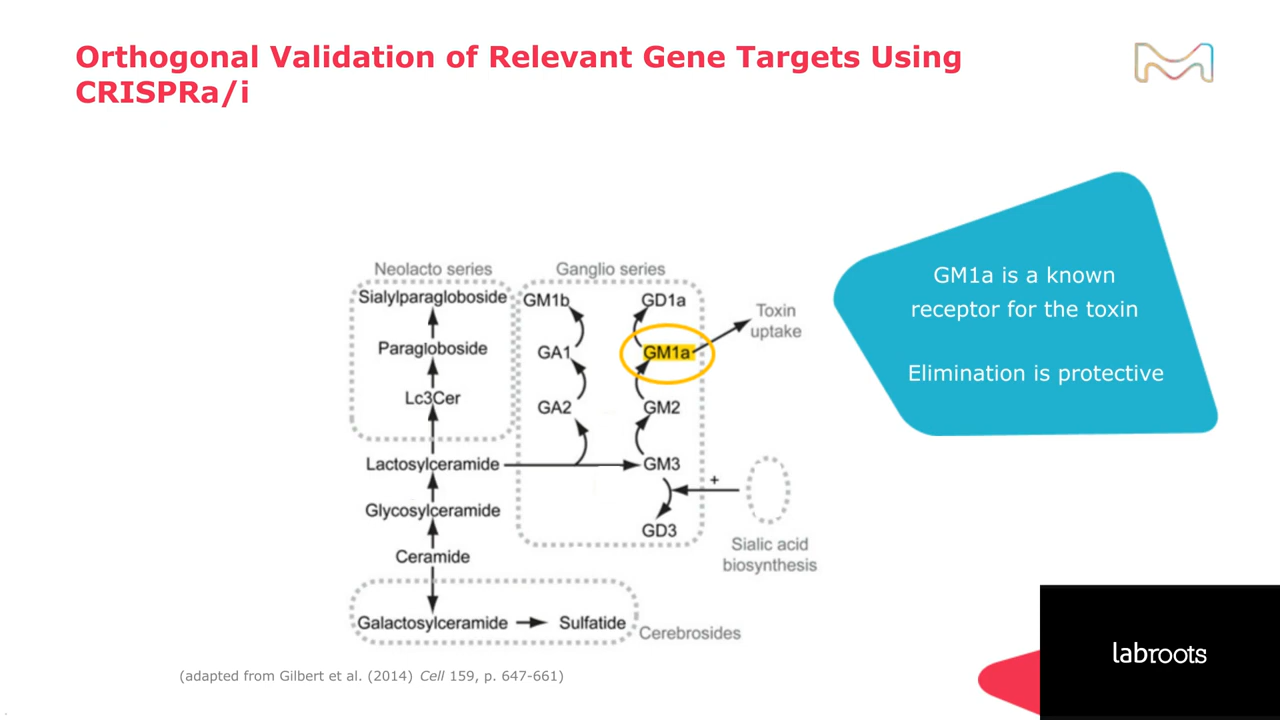 Orthogonal Validation of Relevant Gene Targets Using
CRISPRa/i
Neolacto series
Ganglio series
Sialylparagloboside
GM1b
GD1a
Toxin
uptake
Paragloboside
GA1
GM1a
Lc3Cer
GA2
GM2
Lactosylceramide
GM3
+
Glycosylceramide
GD3
Ceramide
Sialic acid
biosynthesis
Galactosylceramide
Sulfatide
Cerebrosides
GM1a is a known
receptor for the toxin
Elimination is protective
(adapted from Gilbert et al. (2014) Cell 159, p. 647-661)
labroots